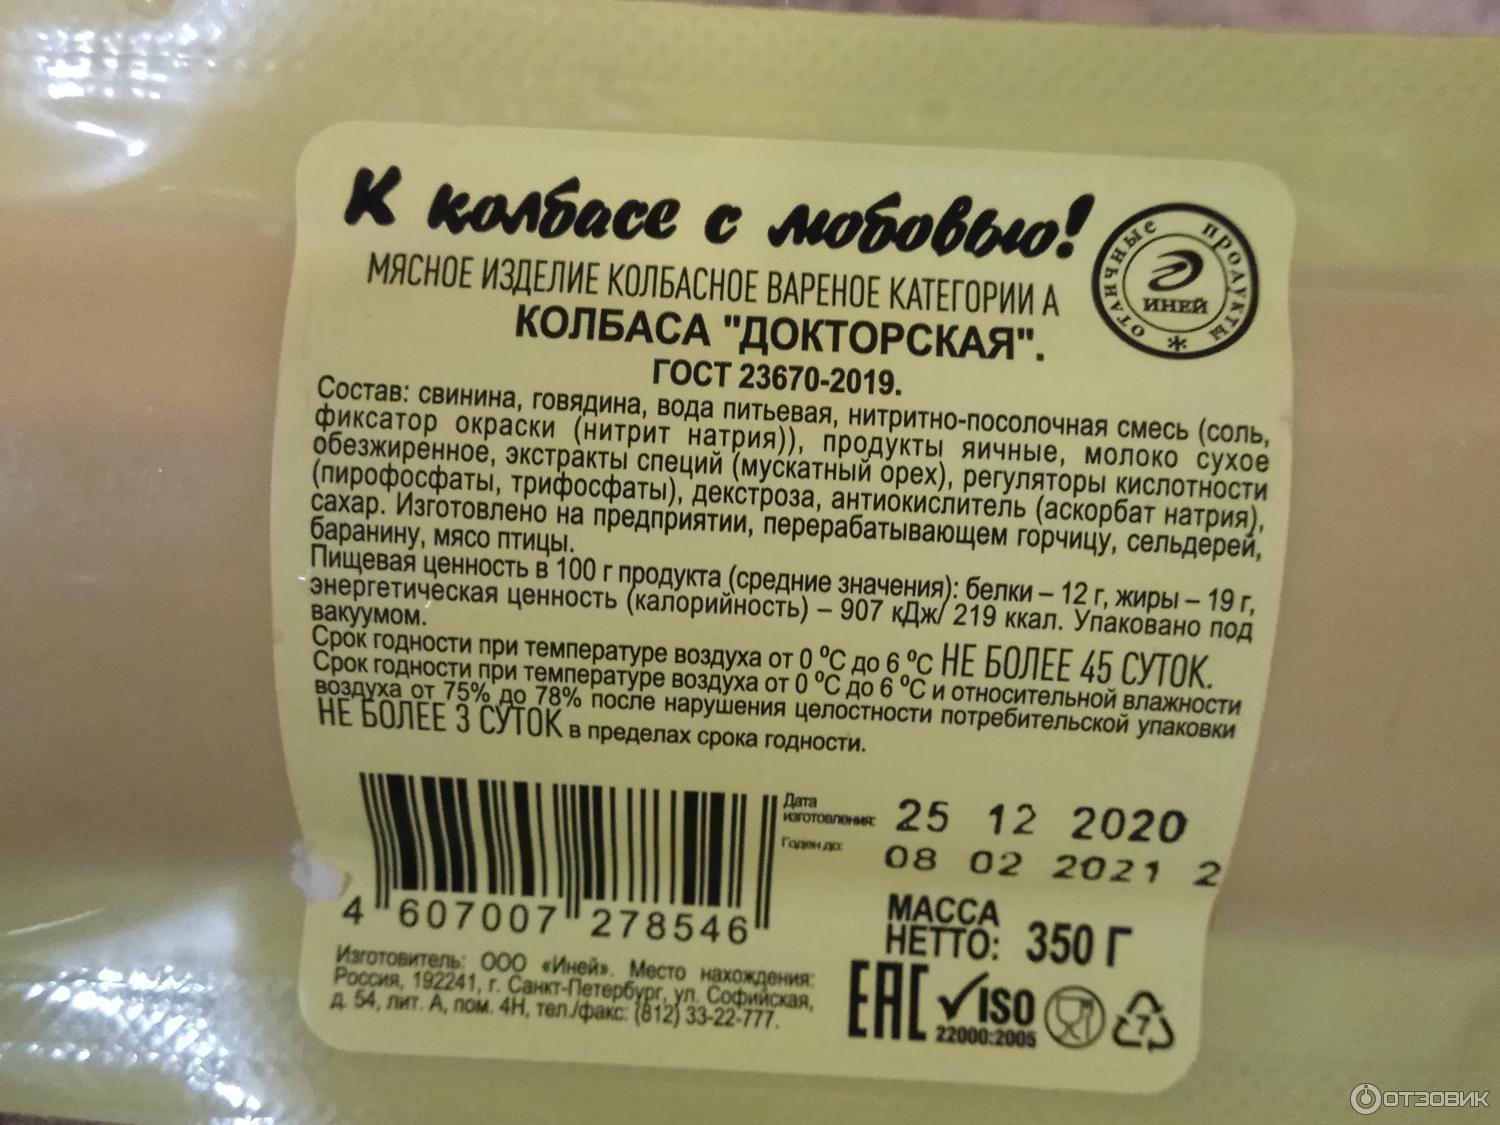 К колбасе с любовью!
ОТЛИЧНЫЕ ПРОДУКТЫ *
ИНЕЙ
МЯСНОЕ ИЗДЕЛИЕ КОЛБАСНОЕ ВАРЕНОЕ КАТЕГОРИИ А
КОЛБАСА "ДОКТОРСКАЯ".
ГОСТ 23670-2019.
Состав: свинина, говядина, вода питьевая, нитритно-посолочная смесь (соль,
фиксатор окраски (нитрит натрия)), продукты яичные, молоко сухое
обезжиренное, экстракты специй (мускатный орех), регуляторы кислотности
(пирофосфаты, трифосфаты), декстроза, антиокислитель (аскорбат натрия),
сахар. Изготовлено на предприятии, перерабатывающем горчицу, сельдерей,
баранину, мясо птицы.
Пищевая ценность в 100 г продукта (средние значения): белки – 12 г, жиры – 19 г,
энергетическая ценность (калорийность) – 907 кДж/ 219 ккал. Упаковано под
вакуумом.
Срок годности при температуре воздуха от 0 ºС до 6 ºС НЕ БОЛЕЕ 45 СУТОК.
Срок годности при температуре воздуха от 0 ºС до 6 ºС и относительной влажности
воздуха от 75% до 78% после нарушения целостности потребительской упаковки
НЕ БОЛЕЕ 3 СУТОК в пределах срока годности.
Дата
изготовления: 25 12 2020
Годен до: 08 02 2021 2
4 607007 278546
МАССА
НЕТТО: 350 Г
Изготовитель: ООО «Иней». Место нахождения:
Россия, 192241, г. Санкт-Петербург, ул. Софийская,
д. 54, лит. А, пом. 4Н, тел./факс: (812) 33-22-777.
ЕАС ISO
22000:2005
7
ОТЗОВИК